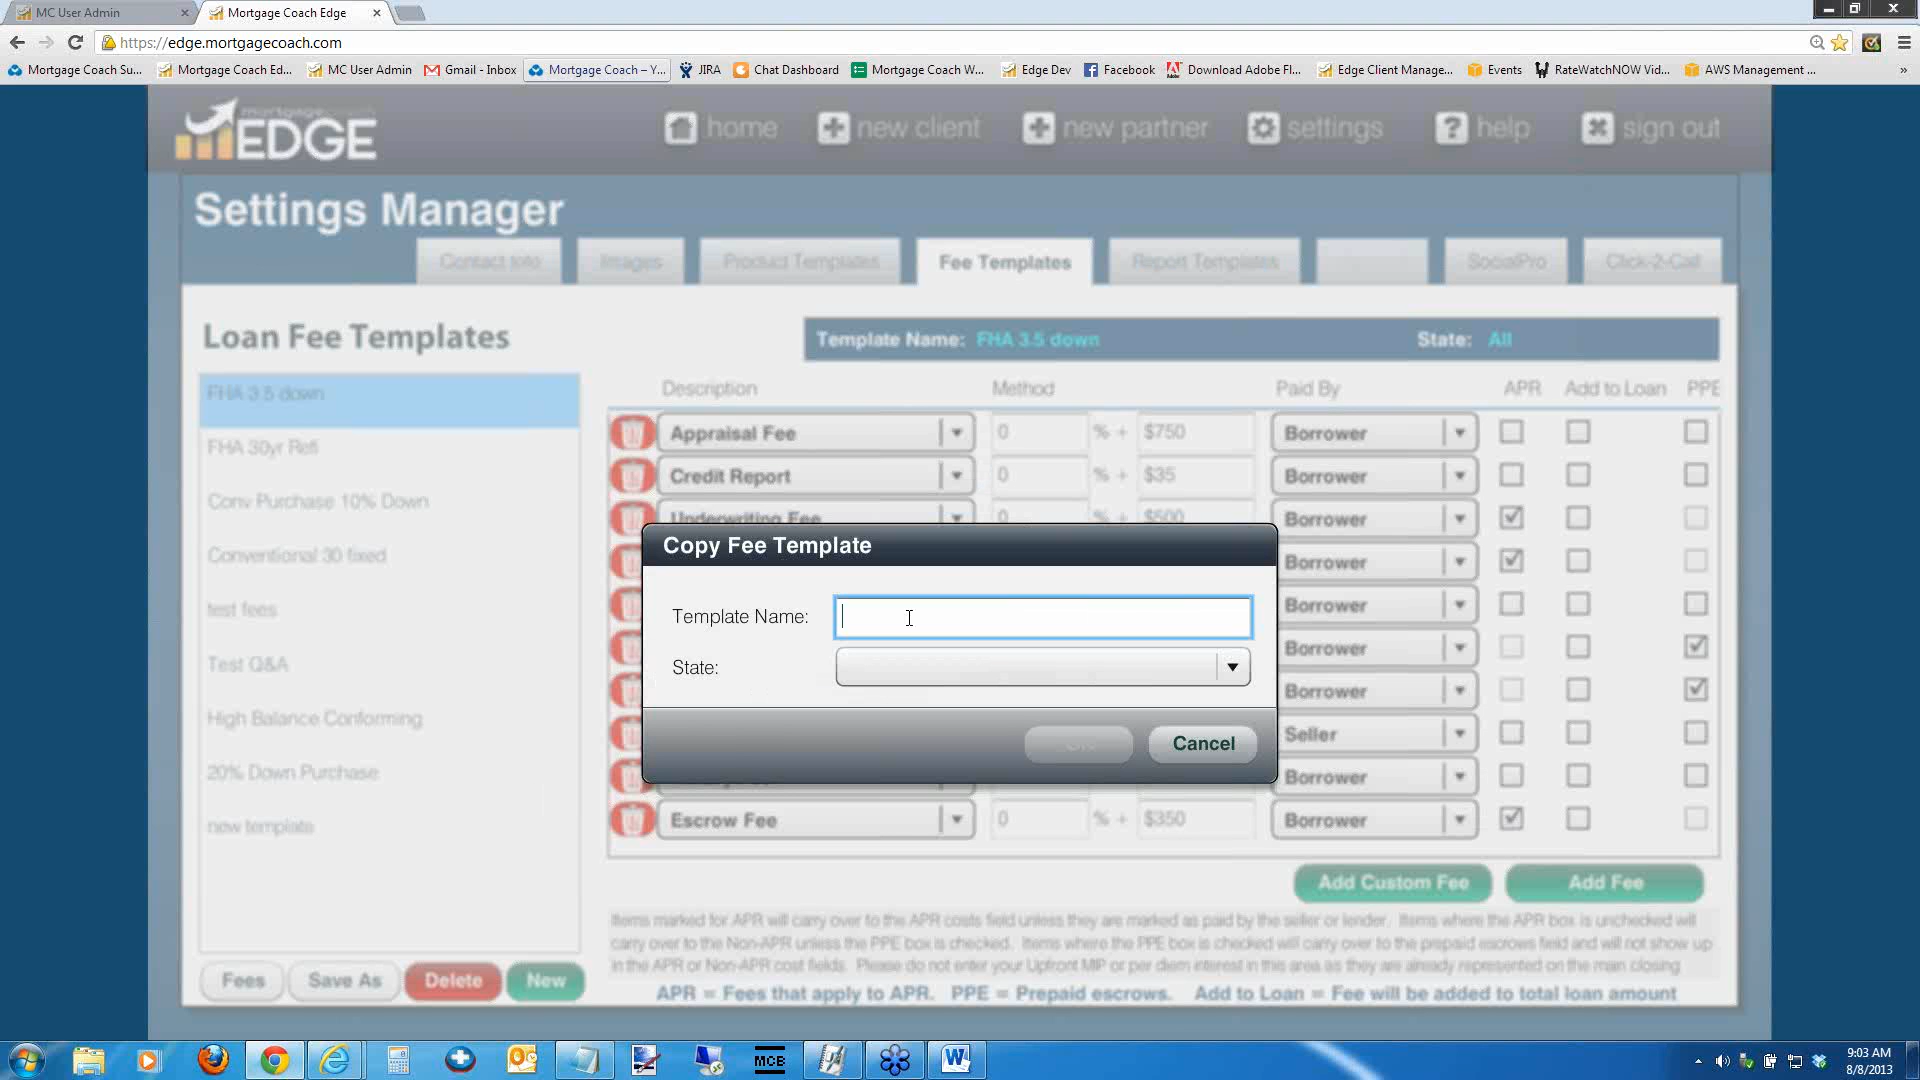 MC User Admin
Mortgage Coach Edge
https://edge.mortgagecoach.com
Mortgage Coach Su...
Mortgage Coach Ed...
MC User Admin
Gmail - Inbox
Mortgage Coach – Y...
JIRA
Chat Dashboard
Mortgage Coach W...
Edge Dev
Facebook
Download Adobe Fl...
Edge Client Manage...
Events
RateWatchNOW Vid...
AWS Management ...
»
mortgage coach
EDGE
home
new client
new partner
settings
help
sign out
Settings Manager
Contact Info
Images
Product Templates
Fee Templates
Report Templates
SocialPro
Click-2-Call
Loan Fee Templates
Template Name: FHA 3.5 down
State: All
FHA 3.5 down
FHA 30yr Refi
Conv Purchase 10% Down
Conventional 30 fixed
test fees
Test Q&A
High Balance Conforming
20% Down Purchase
new template
Description
Method
Paid By
APR
Add to Loan
PPE
Appraisal Fee 0 % + $750 Borrower
Credit Report 0 % + $35 Borrower
Underwriting Fee 0 % + $500 Borrower
Borrower
Borrower
Borrower
Borrower
Seller
Borrower
Escrow Fee 0 % + $350 Borrower
Copy Fee Template
Template Name:
State:
Cancel
Add Custom Fee
Add Fee
Items marked for APR will carry over to the APR costs field unless they are marked as paid by the seller or lender. Items where the APR box is unchecked will
carry over to the Non-APR unless the PPE box is checked. Items where the PPE box is checked will carry over to the prepaid escrows field and will not show up
in the APR or Non-APR cost fields. Please do not enter your Upfront MIP or per diem interest in this area as they are already represented on the main closing
APR = Fees that apply to APR. PPE = Prepaid escrows. Add to Loan = Fee will be added to total loan amount
Fees
Save As
Delete
New
MCB
9:03 AM
8/8/2013